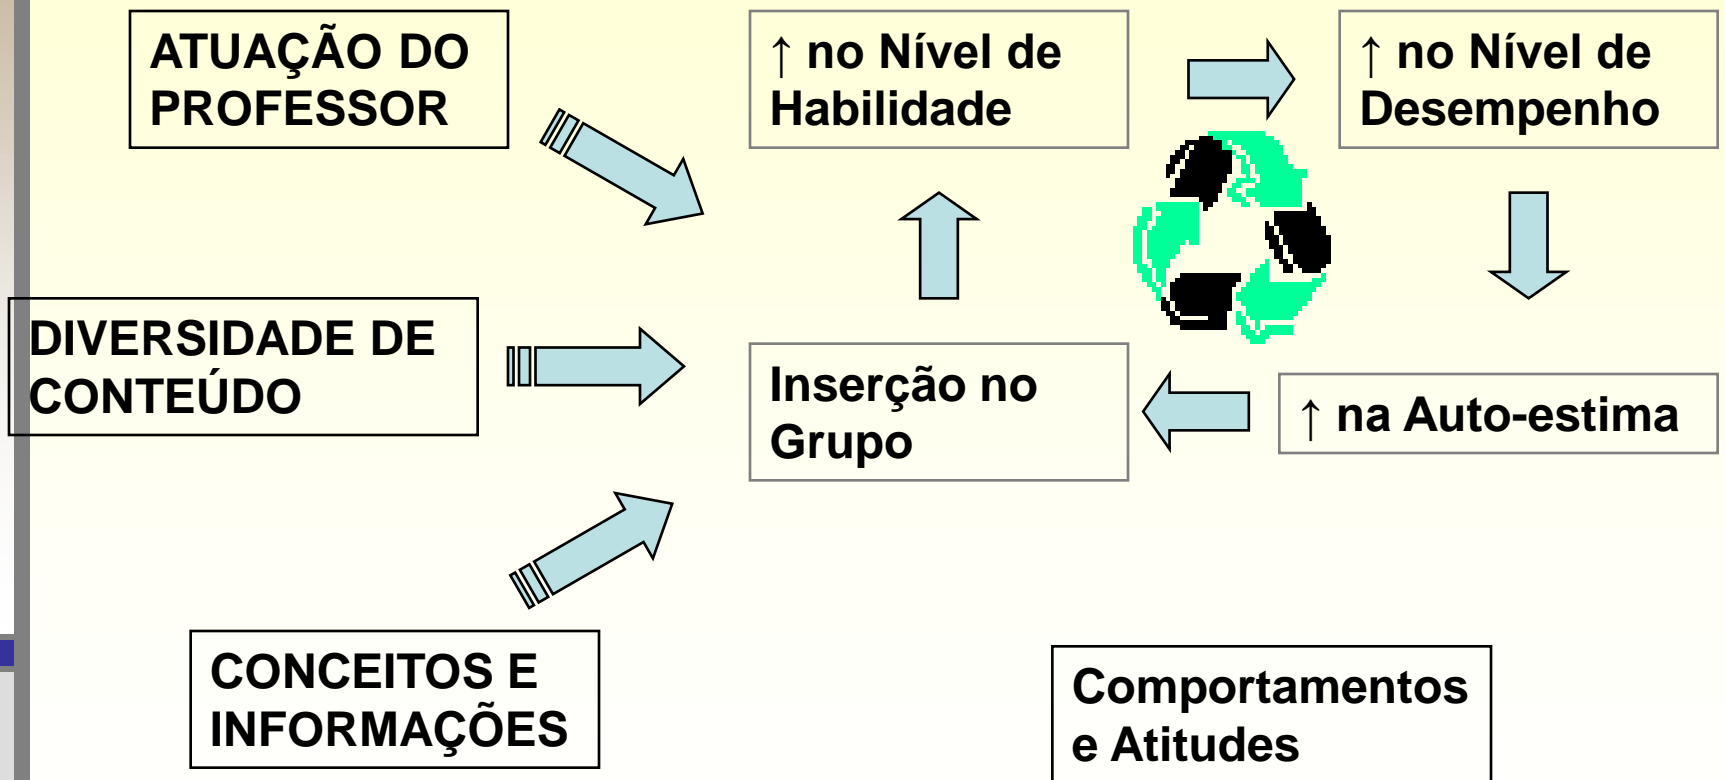 ATUAÇÃO DO
PROFESSOR
↑ no Nível de
Habilidade
↑ no Nível de
Desempenho
DIVERSIDADE DE
CONTEÚDO
Inserção no
Grupo
↑ na Auto-estima
CONCEITOS E
INFORMAÇÕES
Comportamentos
e Atitudes